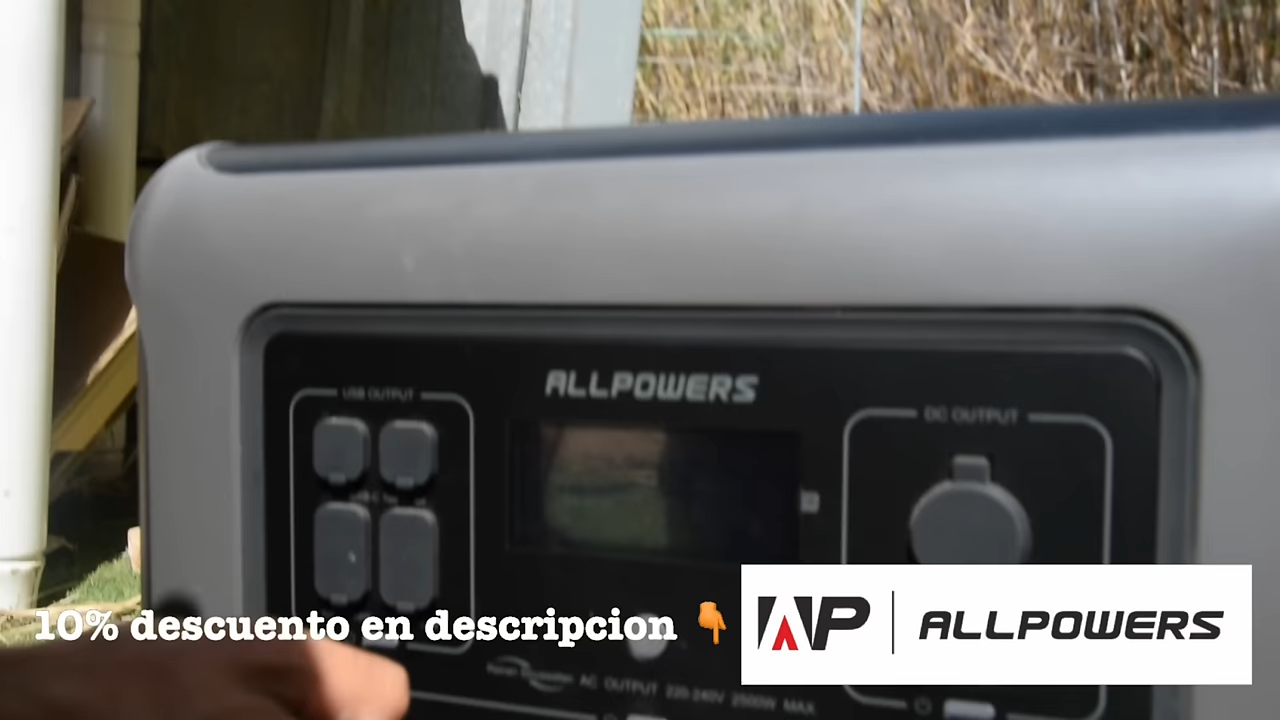 ALLPOWERS
USB OUTPUT
DC OUTPUT
10% descuento en descripcion 👇
AP ALLPOWERS
AC OUTPUT 220-240V 2500W MAX